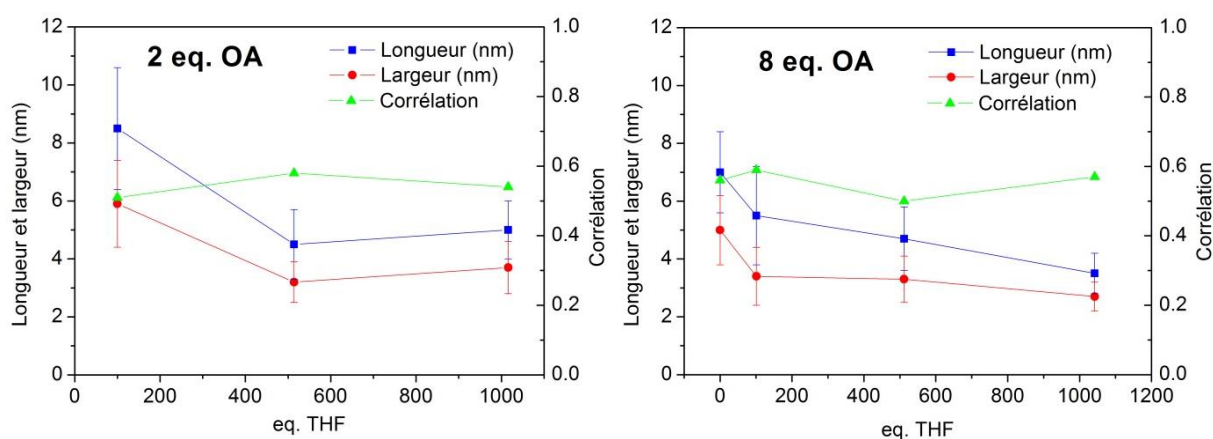 2 eq. OA
Longueur (nm)
Largeur (nm)
Corrélation
Longueur et largeur (nm)
12
10
8
6
4
2
0
1.0
0.8
0.6
0.4
0.2
0.0
Corrélation
0 200 400 600 800 1000
eq. THF
8 eq. OA
Longueur (nm)
Largeur (nm)
Corrélation
Longueur et largeur (nm)
12
10
8
6
4
2
0
1.0
0.8
0.6
0.4
0.2
0.0
Corrélation
0 200 400 600 800 1000 1200
eq. THF